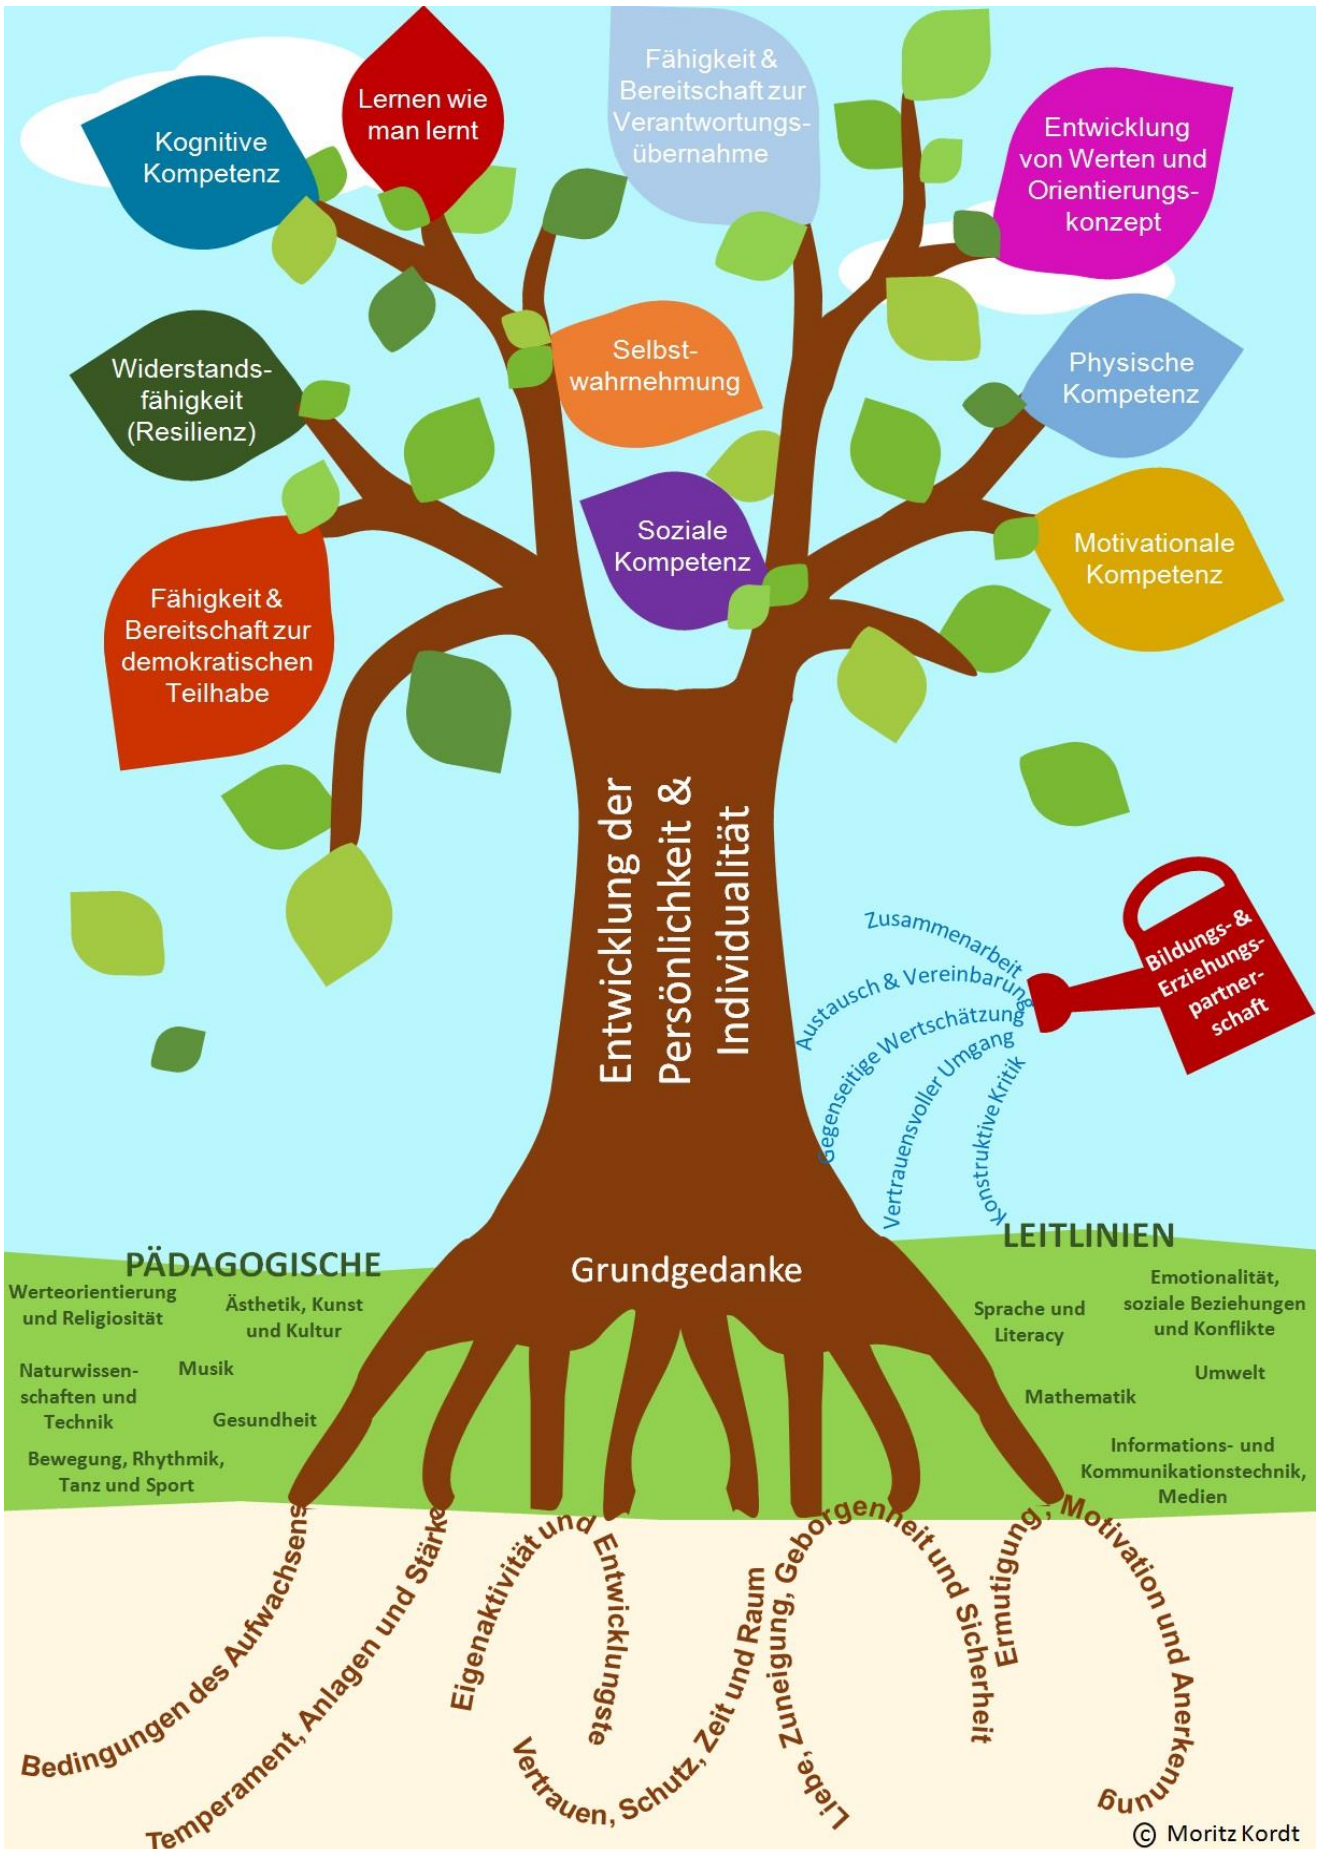 Kognitive
Kompetenz
Lernen wie
man lernt
Fähigkeit &
Bereitschaft zur
Verantwortungs-
übernahme
Entwicklung
von Werten und
Orientierungs-
konzept
Widerstands-
fähigkeit
(Resilienz)
Selbst-
wahrnehmung
Physische
Kompetenz
Fähigkeit &
Bereitschaft zur
demokratischen
Teilhabe
Soziale
Kompetenz
Motivationale
Kompetenz
Entwicklung der
Persönlichkeit &
Individualität
Bildungs- &
Erziehungs-
partner-
schaft
Zusammenarbeit
Austausch & Vereinbarung
Gegenseitige Wertschätzung
Vertrauensvoller Umgang
Konstruktive Kritik
PÄDAGOGISCHE
LEITLINIEN
Grundgedanke
Werteorientierung
und Religiosität
Ästhetik, Kunst
und Kultur
Naturwissen-
schaften und
Technik
Musik
Gesundheit
Bewegung, Rhythmik,
Tanz und Sport
Sprache und
Literacy
Emotionalität,
soziale Beziehungen
und Konflikte
Umwelt
Mathematik
Informations- und
Kommunikationstechnik,
Medien
Bedingungen des Aufwachsens
Temperament, Anlagen und Stärke
Eigenaktivität und Entwicklungste
Vertrauen, Schutz, Zeit und Raum
Liebe, Zuneigung, Geborgenheit und Sicherheit
Ermutigung, Motivation und Anerkennung
© Moritz Kordt